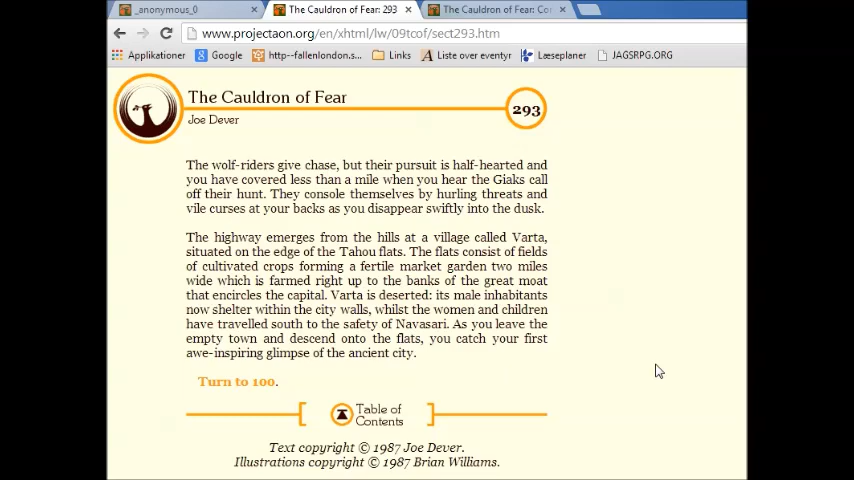 _anonymous_0
The Cauldron of Fear: 293
The Cauldron of Fear: Cor
www.projectaon.org/en/xhtml/lw/09tcof/sect293.htm
Applikationer
Google
http--fallenlondon.s...
Links
Liste over eventyr
Læseplaner
JAGSRPG.ORG
The Cauldron of Fear
293
Joe Dever
The wolf-riders give chase, but their pursuit is half-hearted and
you have covered less than a mile when you hear the Giaks call
off their hunt. They console themselves by hurling threats and
vile curses at your backs as you disappear swiftly into the dusk.
The highway emerges from the hills at a village called Varta,
situated on the edge of the Tahou flats. The flats consist of fields
of cultivated crops forming a fertile market garden two miles
wide which is farmed right up to the banks of the great moat
that encircles the capital. Varta is deserted: its male inhabitants
now shelter within the city walls, whilst the women and children
have travelled south to the safety of Navasari. As you leave the
empty town and descend onto the flats, you catch your first
awe-inspiring glimpse of the ancient city.
Turn to 100.
Table of
Contents
Text copyright © 1987 Joe Dever.
Illustrations copyright © 1987 Brian Williams.